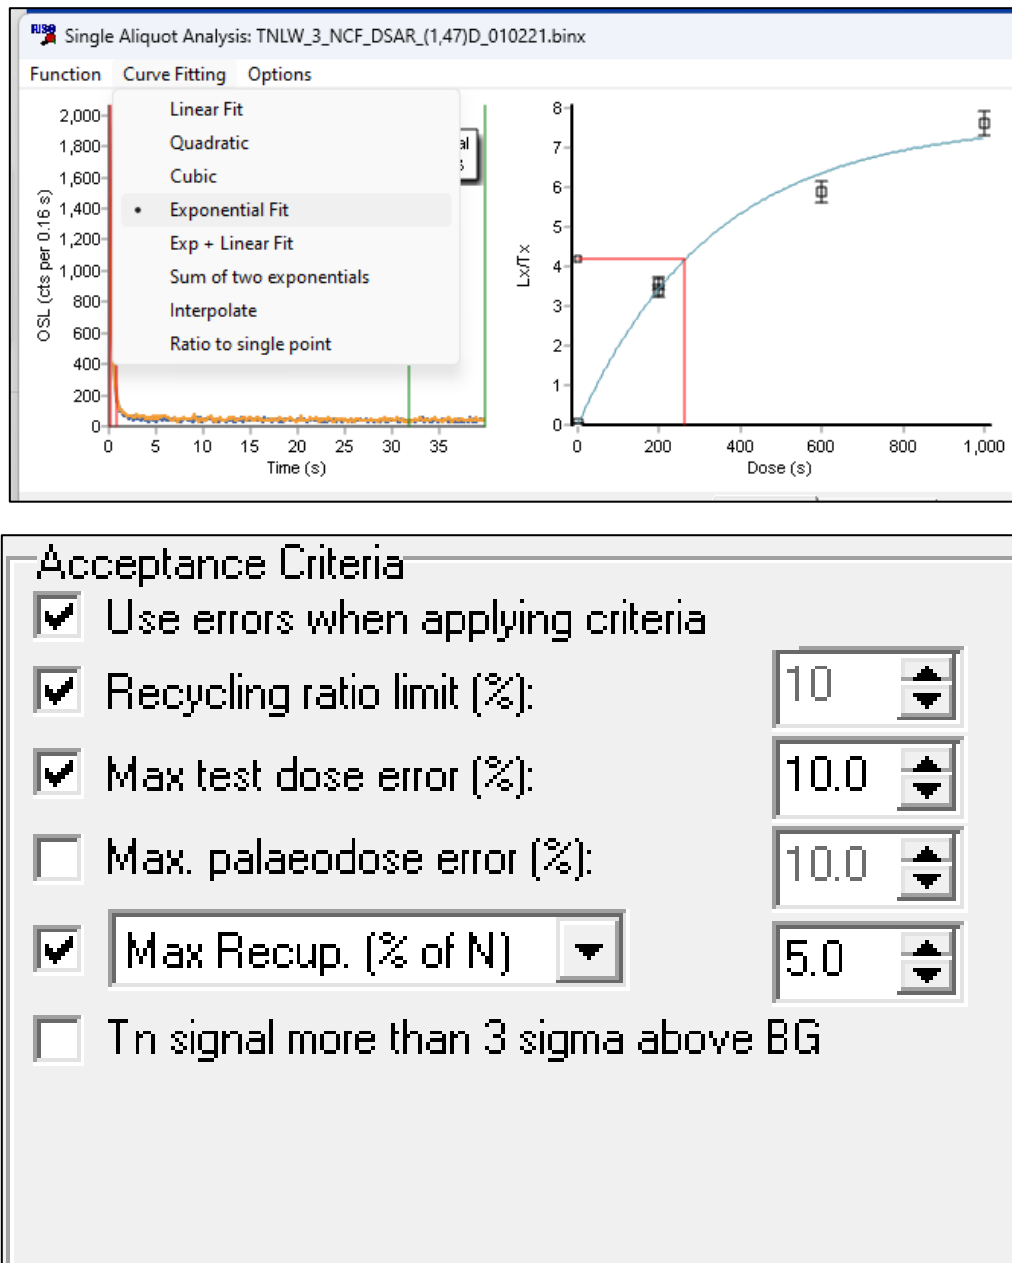 RISØ
Single Aliquot Analysis: TNLW_3_NCF_DSAR_(1,47)D_010221.binx
Function Curve Fitting Options
Linear Fit
Quadratic
Cubic
Exponential Fit
Exp + Linear Fit
Sum of two exponentials
Interpolate
Ratio to single point
al
OSL (cts per 0.16 s)
2,000
1,800
1,600
1,400
1,200
1,000
800
600
400
200
0
0 5 10 15 20 25 30 35
Time (s)
Lx/Tx
8
7
6
5
4
3
2
1
0
0 200 400 600 800 1,000
Dose (s)
Acceptance Criteria
Use errors when applying criteria
Recycling ratio limit (%): 10
Max test dose error (%): 10.0
Max. palaeodose error (%): 10.0
Max Recup. (% of N) 5.0
Tn signal more than 3 sigma above BG